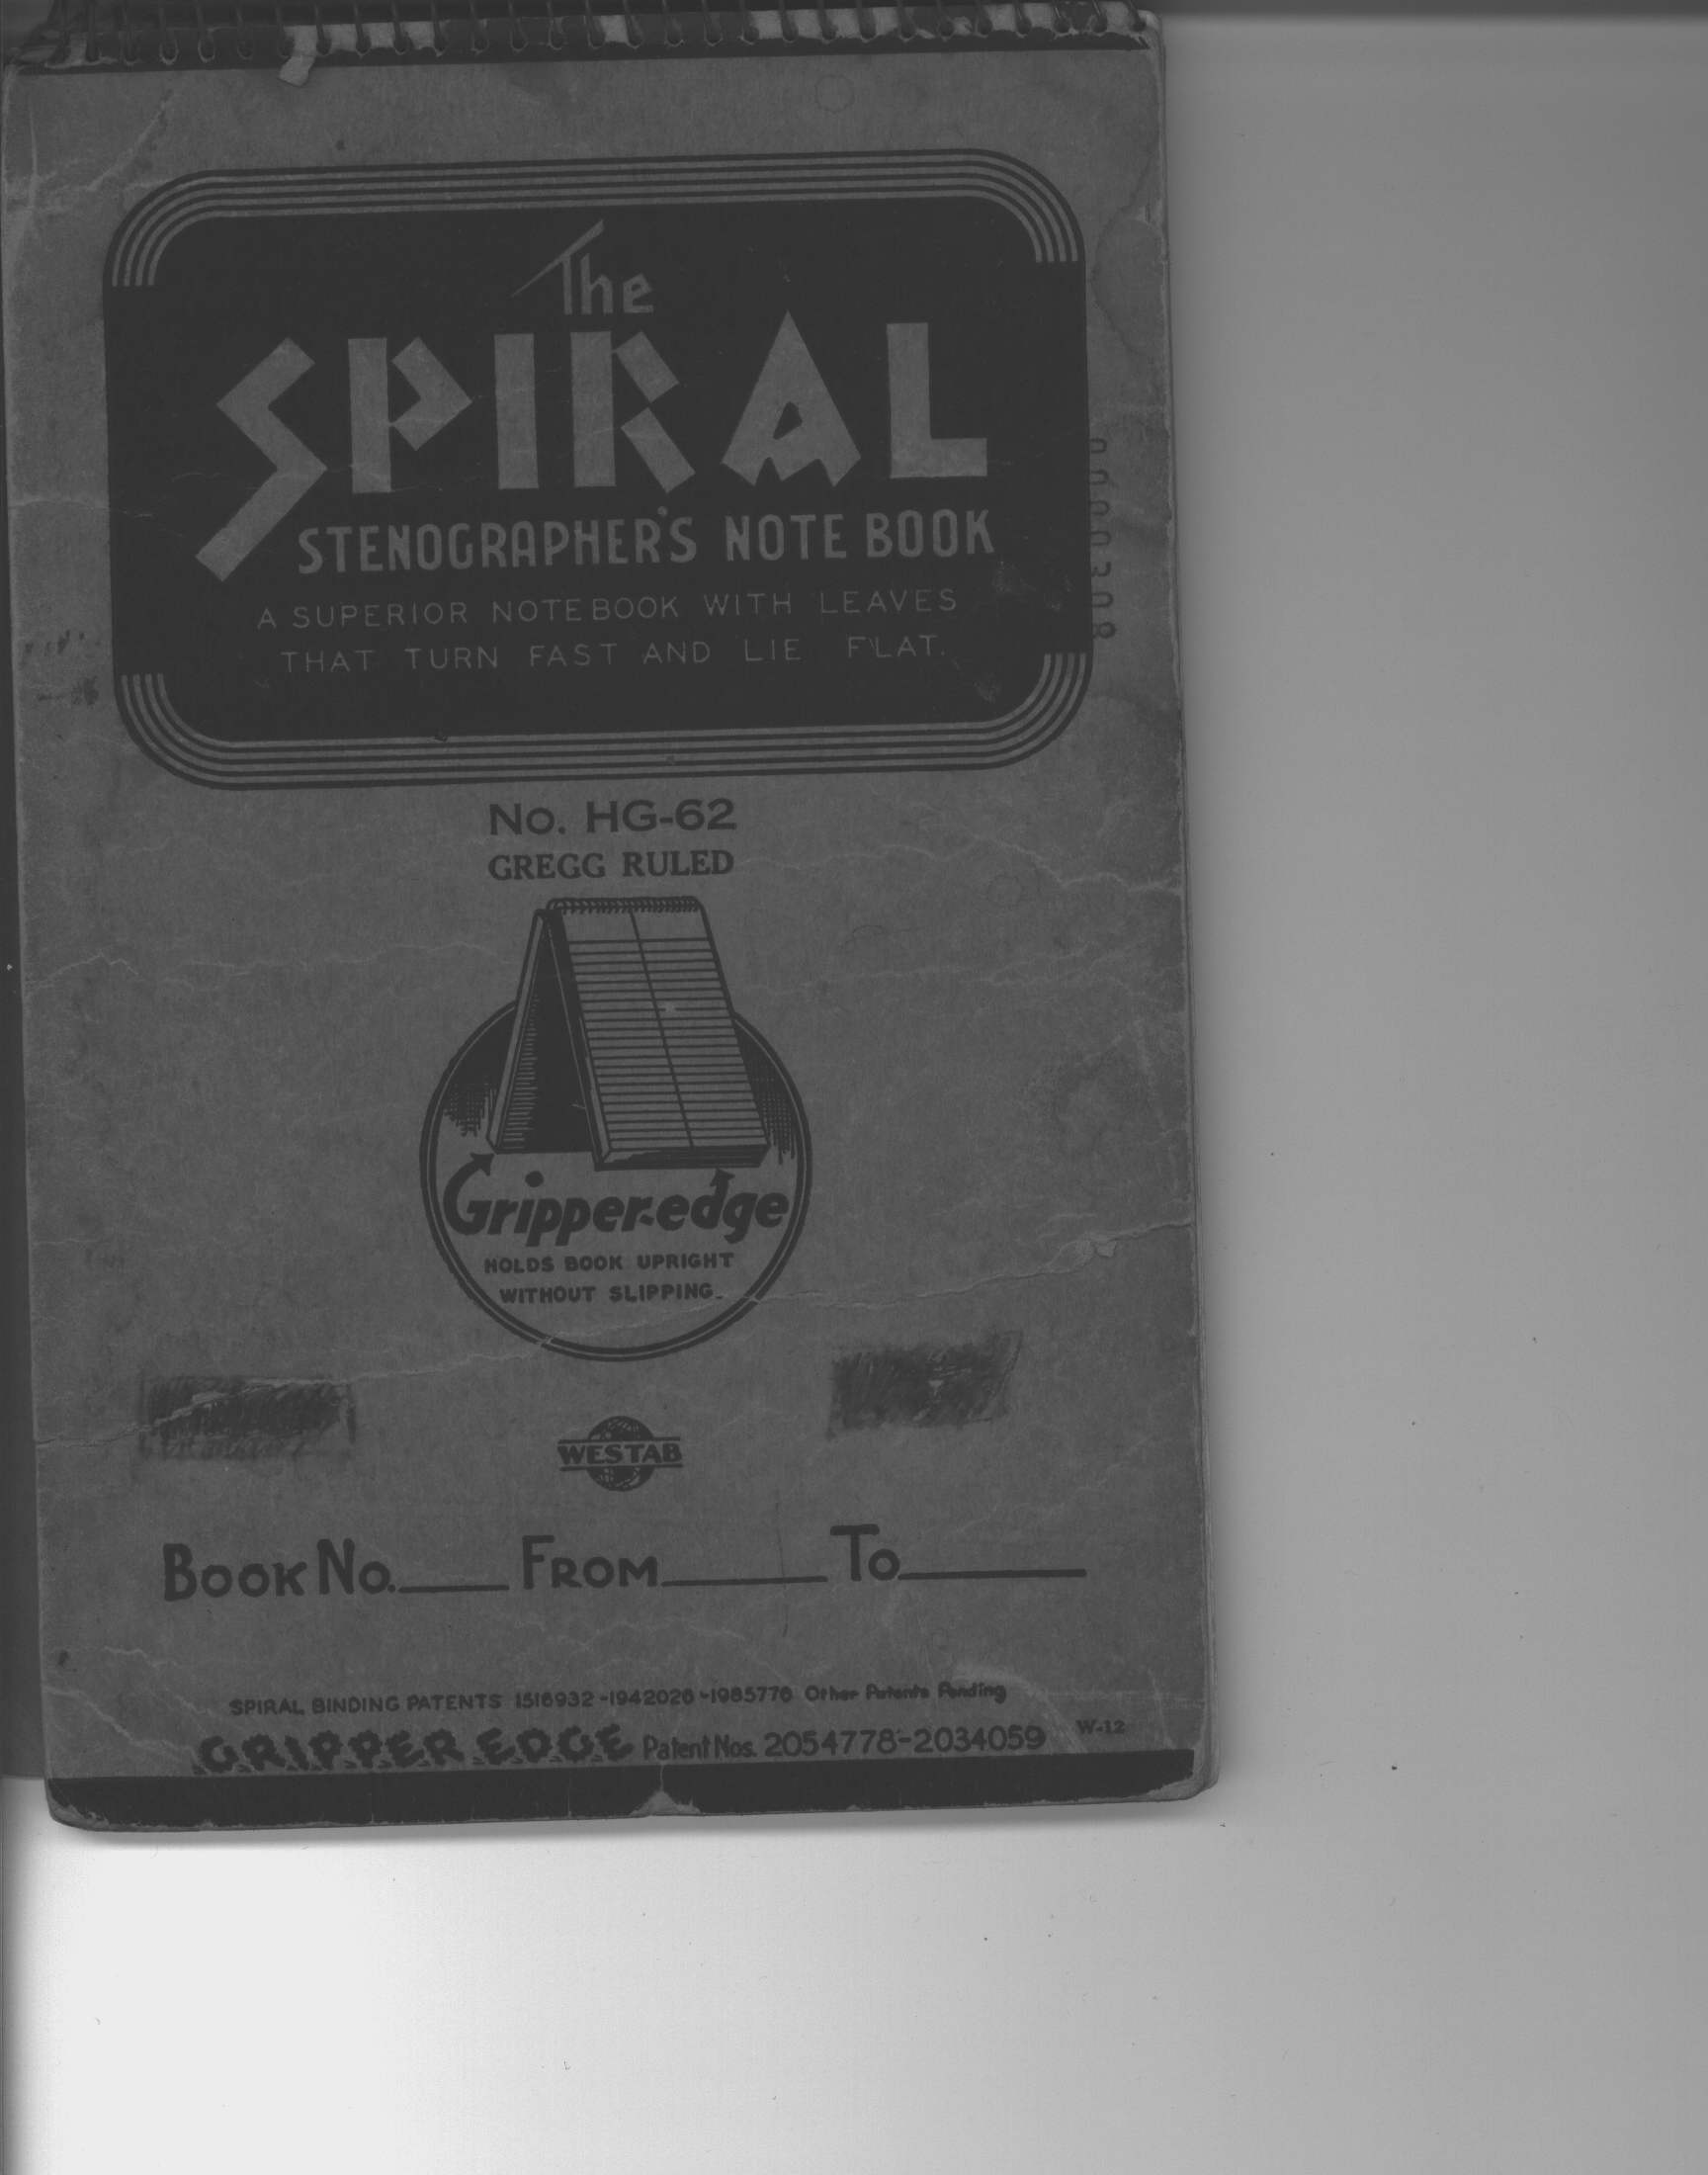 The
SPIRAL
STENOGRAPHER'S NOTE BOOK
A SUPERIOR NOTEBOOK WITH LEAVES
THAT TURN FAST AND LIE FLAT.
0000308
No. HG-62
GREGG RULED
Gripper-edge
HOLDS BOOK UPRIGHT
WITHOUT SLIPPING.
WESTAB
BOOK NO. FROM TO
SPIRAL BINDING PATENTS 1516932-1942026-1985776 Other Patents Pending
GRIPPER EDGE Patent Nos. 2054778-2034059 W-12